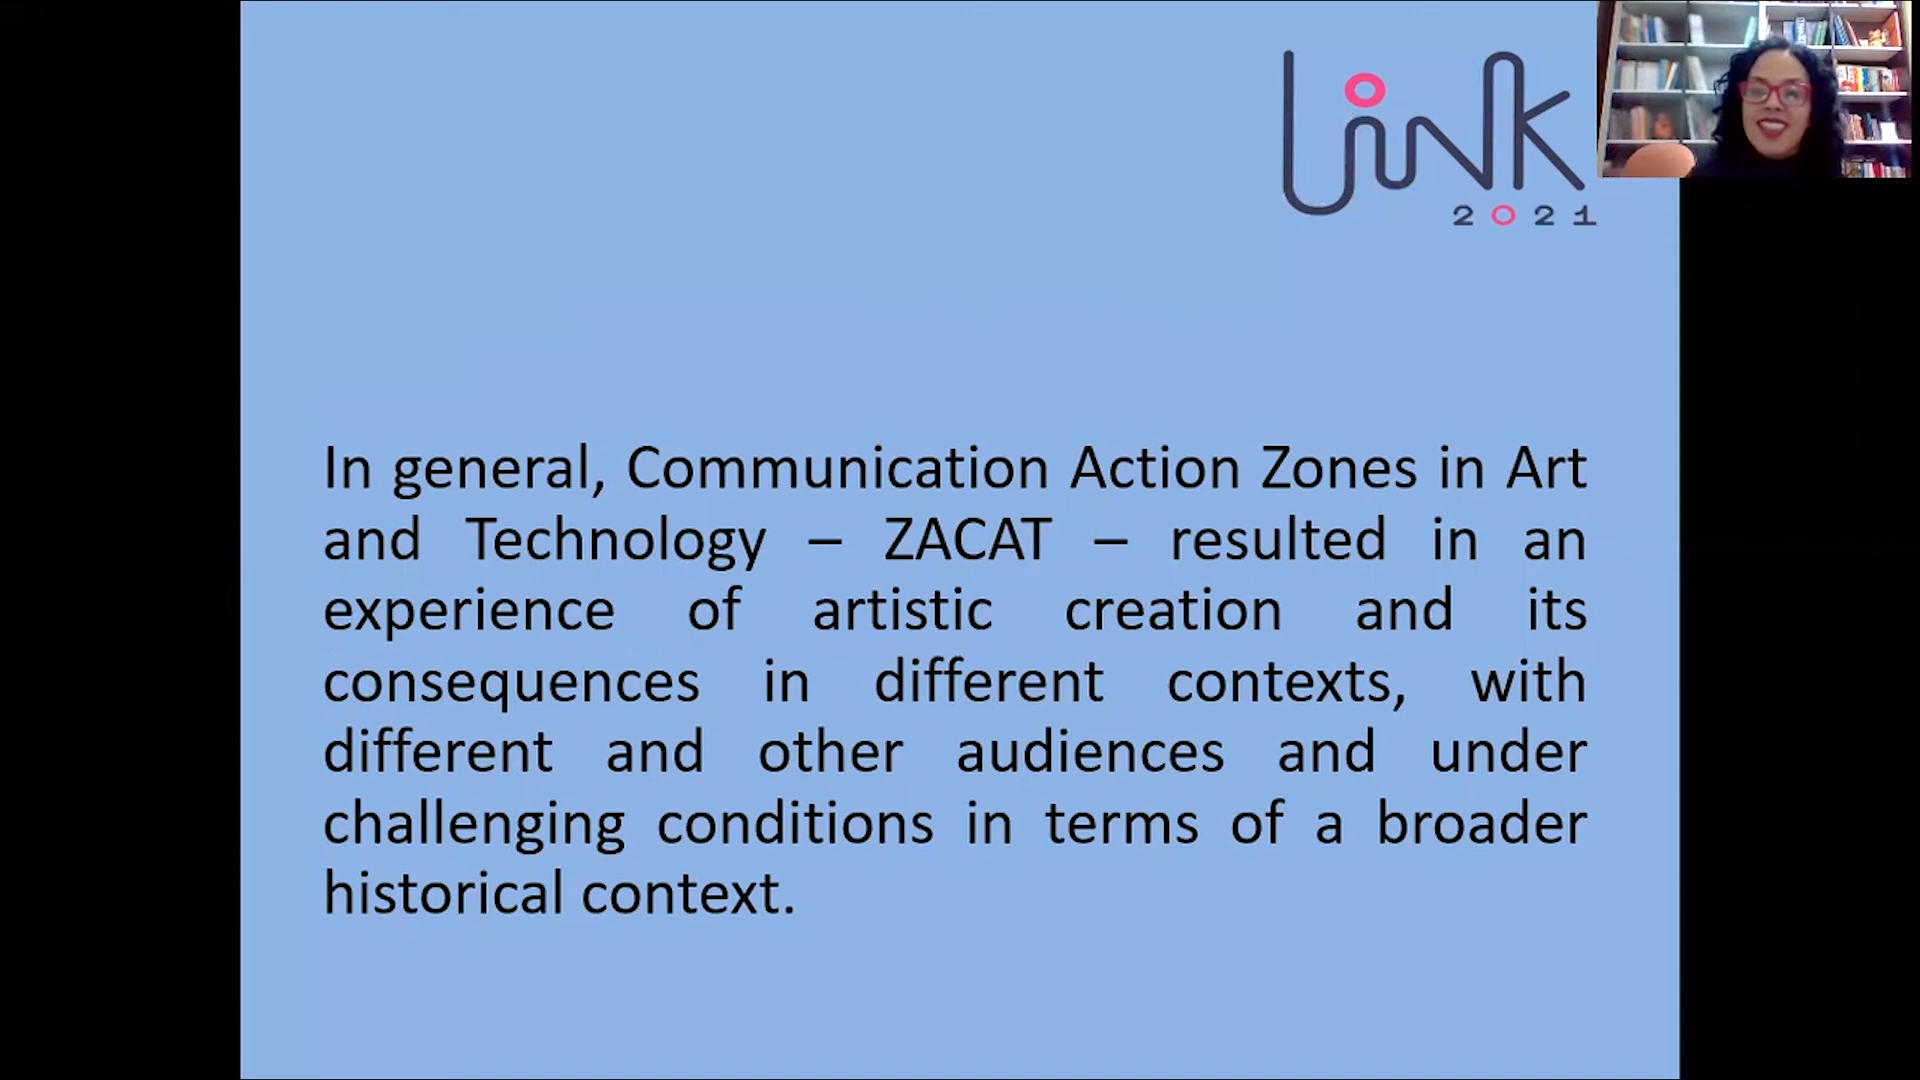 Link
2021
In general, Communication Action Zones in Art
and Technology – ZACAT – resulted in an
experience of artistic creation and its
consequences in different contexts, with
different and other audiences and under
challenging conditions in terms of a broader
historical context.